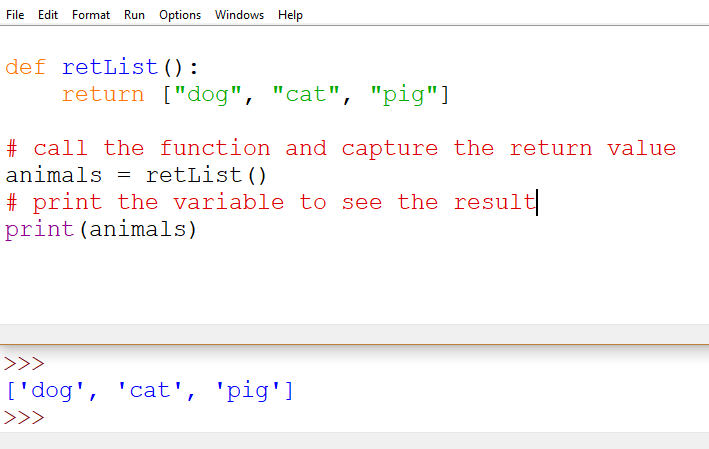 File Edit Format Run Options Windows Help
def retList():
    return ["dog", "cat", "pig"]
# call the function and capture the return value
animals = retList()
# print the variable to see the result
print(animals)
>>>
['dog', 'cat', 'pig']
>>>